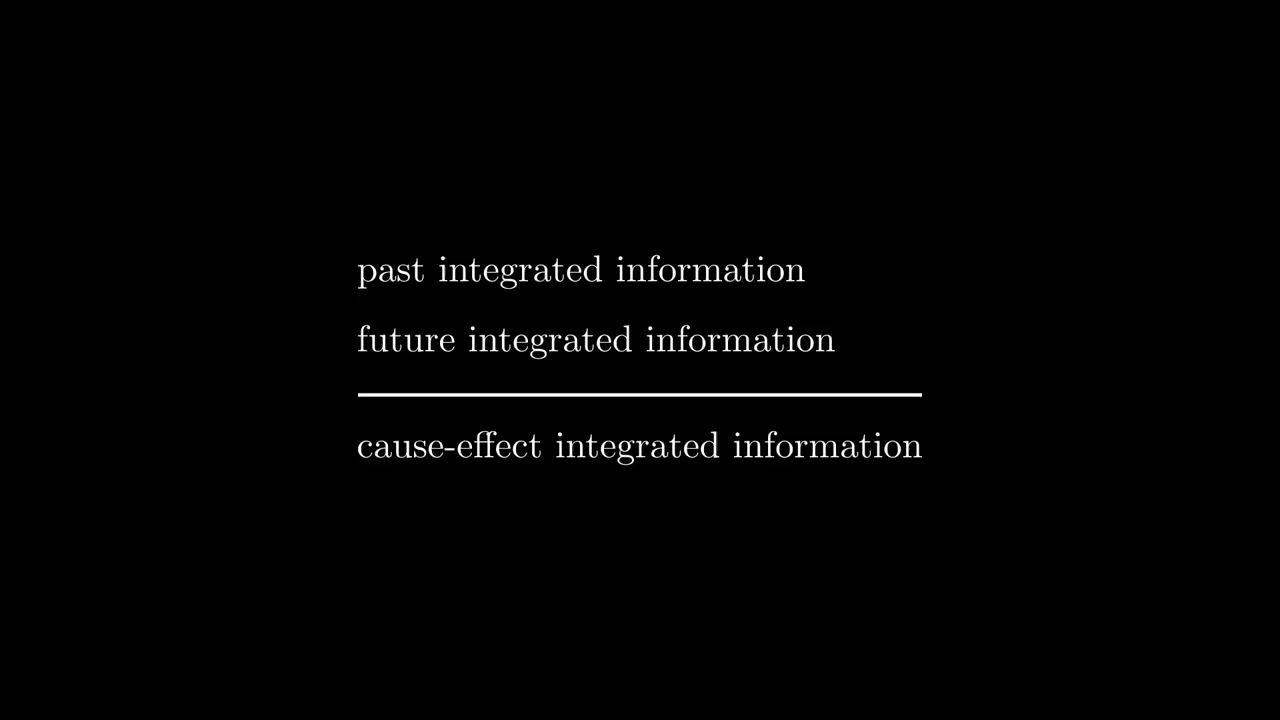 past integrated information
future integrated information
cause-effect integrated information